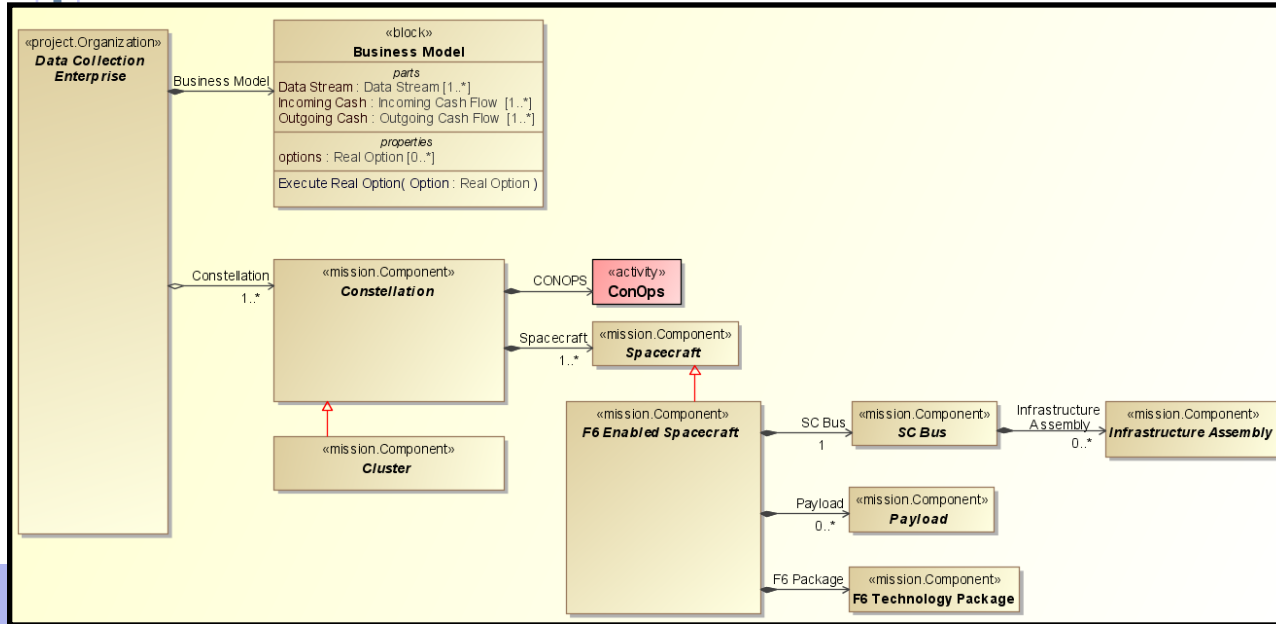 «project.Organization»
Data Collection
Enterprise
Business Model
«block»
Business Model
parts
Data Stream : Data Stream [1..*]
Incoming Cash : Incoming Cash Flow [1..*]
Outgoing Cash : Outgoing Cash Flow [1..*]
properties
options : Real Option [0..*]
Execute Real Option( Option : Real Option )
Constellation
1..*
«mission.Component»
Constellation
CONOPS
«activity»
ConOps
Spacecraft
1..*
«mission.Component»
Spacecraft
«mission.Component»
Cluster
«mission.Component»
F6 Enabled Spacecraft
SC Bus
1
«mission.Component»
SC Bus
Infrastructure
Assembly
0..*
«mission.Component»
Infrastructure Assembly
Payload
0..*
«mission.Component»
Payload
F6 Package
«mission.Component»
F6 Technology Package